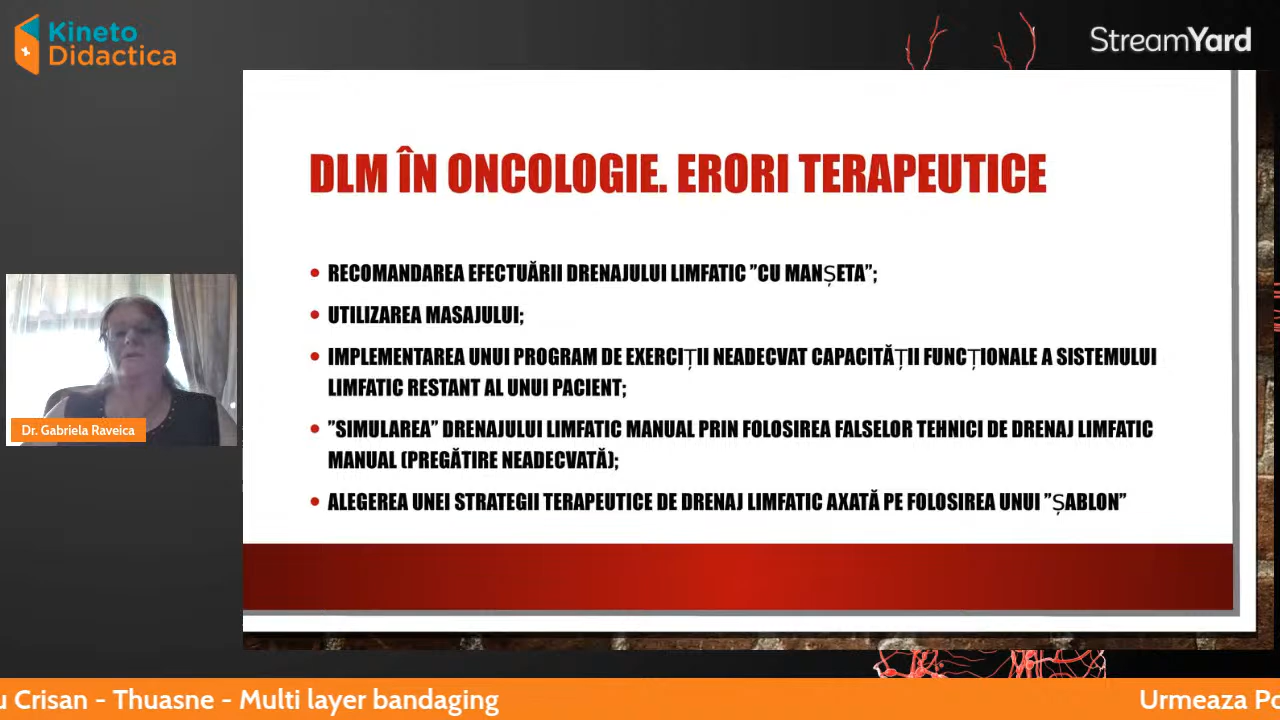 Kineto
Didactica
StreamYard
DLM ÎN ONCOLOGIE. ERORI TERAPEUTICE
• RECOMANDAREA EFECTUĂRII DRENAJULUI LIMFATIC ”CU MANȘETA”;
• UTILIZAREA MASAJULUI;
• IMPLEMENTAREA UNUI PROGRAM DE EXERCIȚII NEADECVAT CAPACITĂȚII FUNCȚIONALE A SISTEMULUI
LIMFATIC RESTANT AL UNUI PACIENT;
• ”SIMULAREA” DRENAJULUI LIMFATIC MANUAL PRIN FOLOSIREA FALSELOR TEHNICI DE DRENAJ LIMFATIC
MANUAL (PREGĂTIRE NEADECVATĂ);
• ALEGEREA UNEI STRATEGII TERAPEUTICE DE DRENAJ LIMFATIC AXATĂ PE FOLOSIREA UNUI ”ȘABLON”
Dr. Gabriela Raveica
u Crisan - Thuasne - Multi layer bandaging
Urmeaza Po